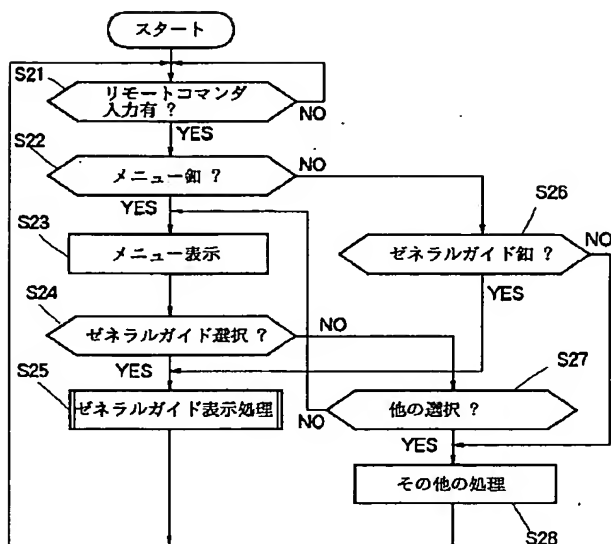 スタート
S21
リモートコマンダ
入力有 ?
NO
YES
S22
メニュー釦 ?
NO
YES
S23
メニュー表示
S26
ゼネラルガイド釦 ?
NO
YES
S24
ゼネラルガイド選択 ?
NO
YES
S25
ゼネラルガイド表示処理
S27
他の選択 ?
NO
YES
その他の処理
S28